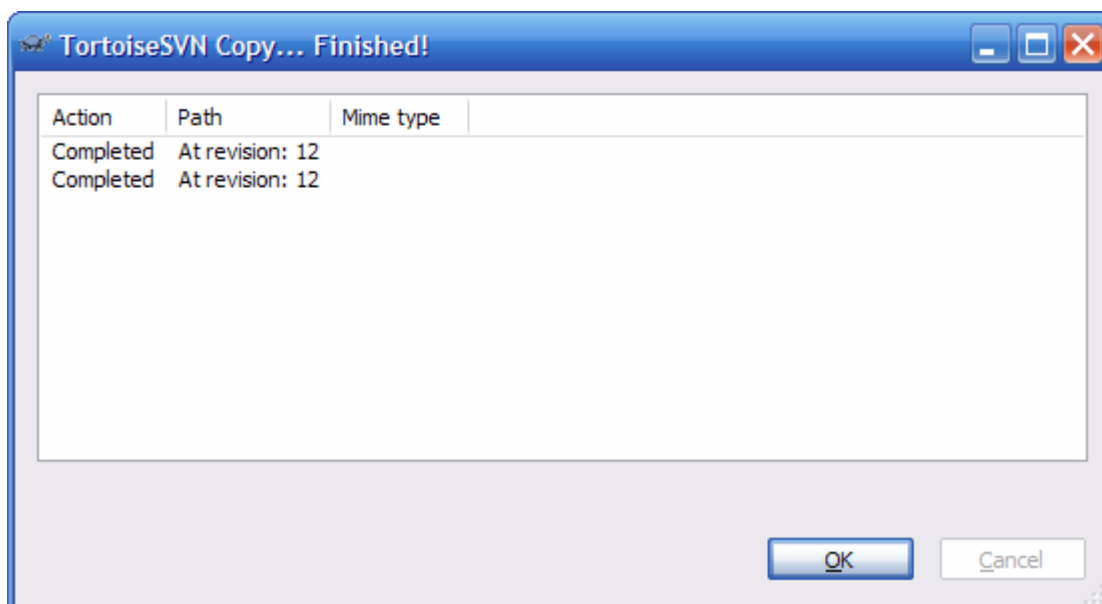 TortoiseSVN Copy... Finished!
Action Path Mime type
Completed At revision: 12
Completed At revision: 12
OK Cancel